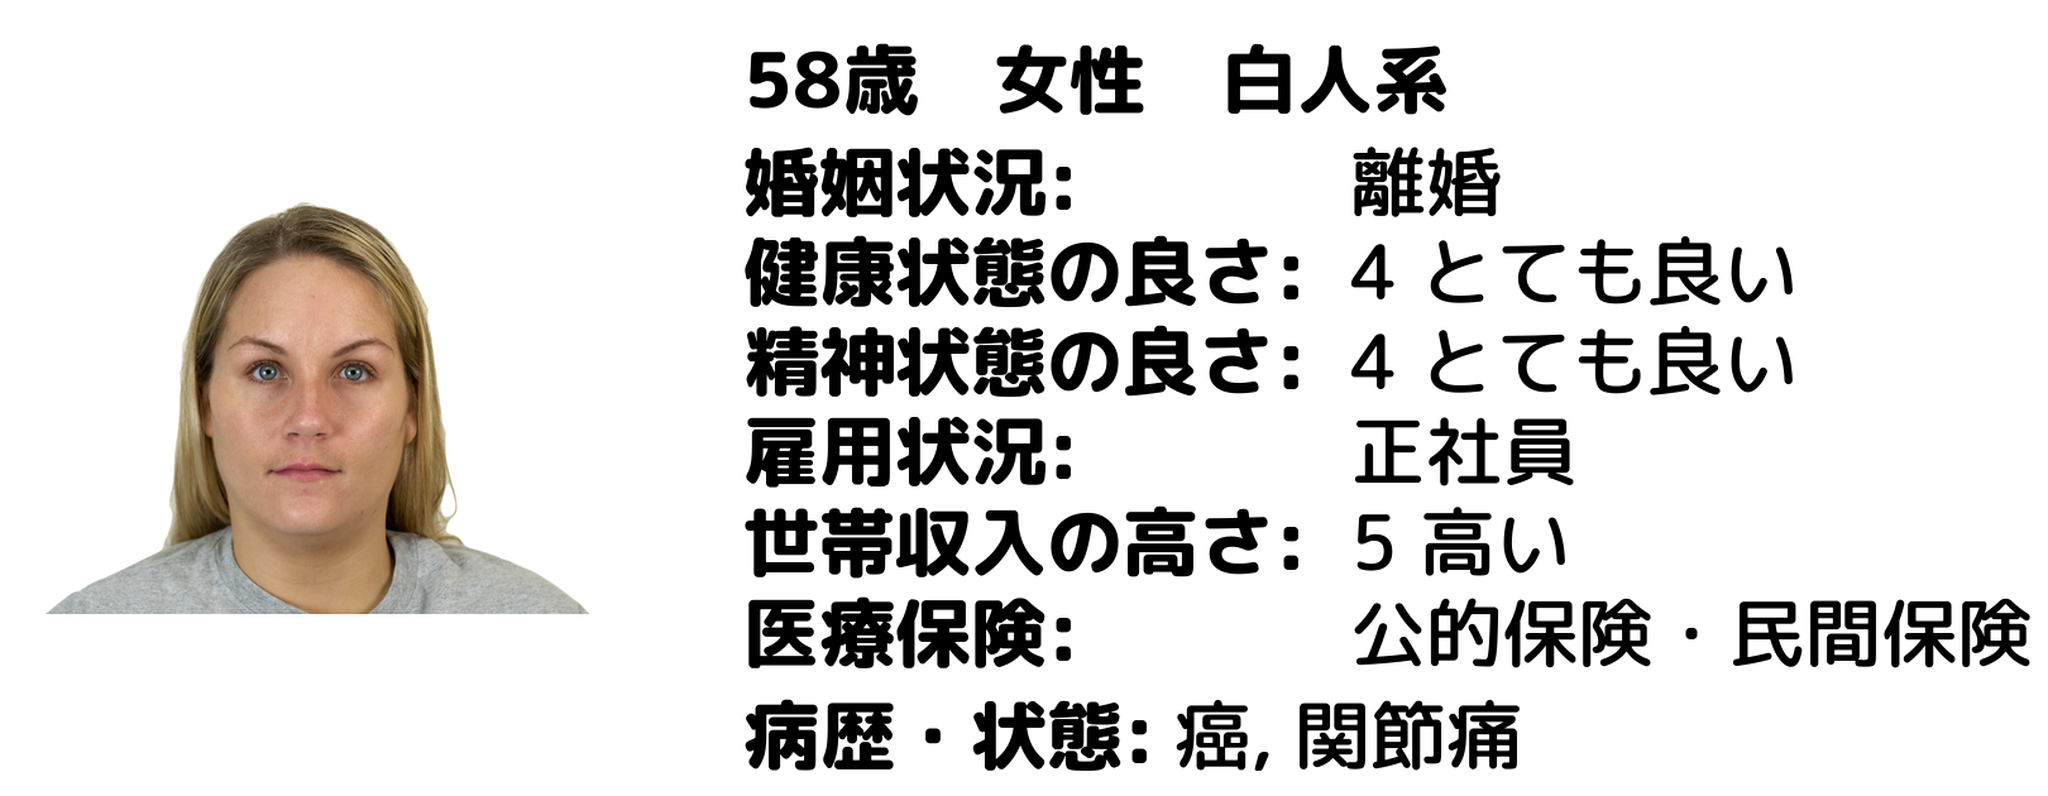 58歳　女性　白人系
婚姻状況: 離婚
健康状態の良さ: 4 とても良い
精神状態の良さ: 4 とても良い
雇用状況: 正社員
世帯収入の高さ: 5 高い
医療保険: 公的保険・民間保険
病歴・状態: 癌, 関節痛